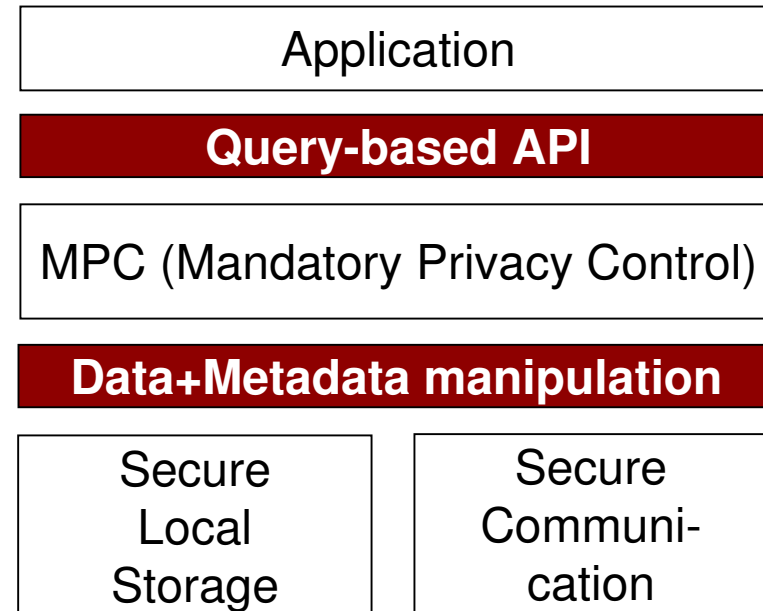 Application
Query-based API
MPC (Mandatory Privacy Control)
Data+Metadata manipulation
Secure
Local
Storage
Secure
Communi-
cation